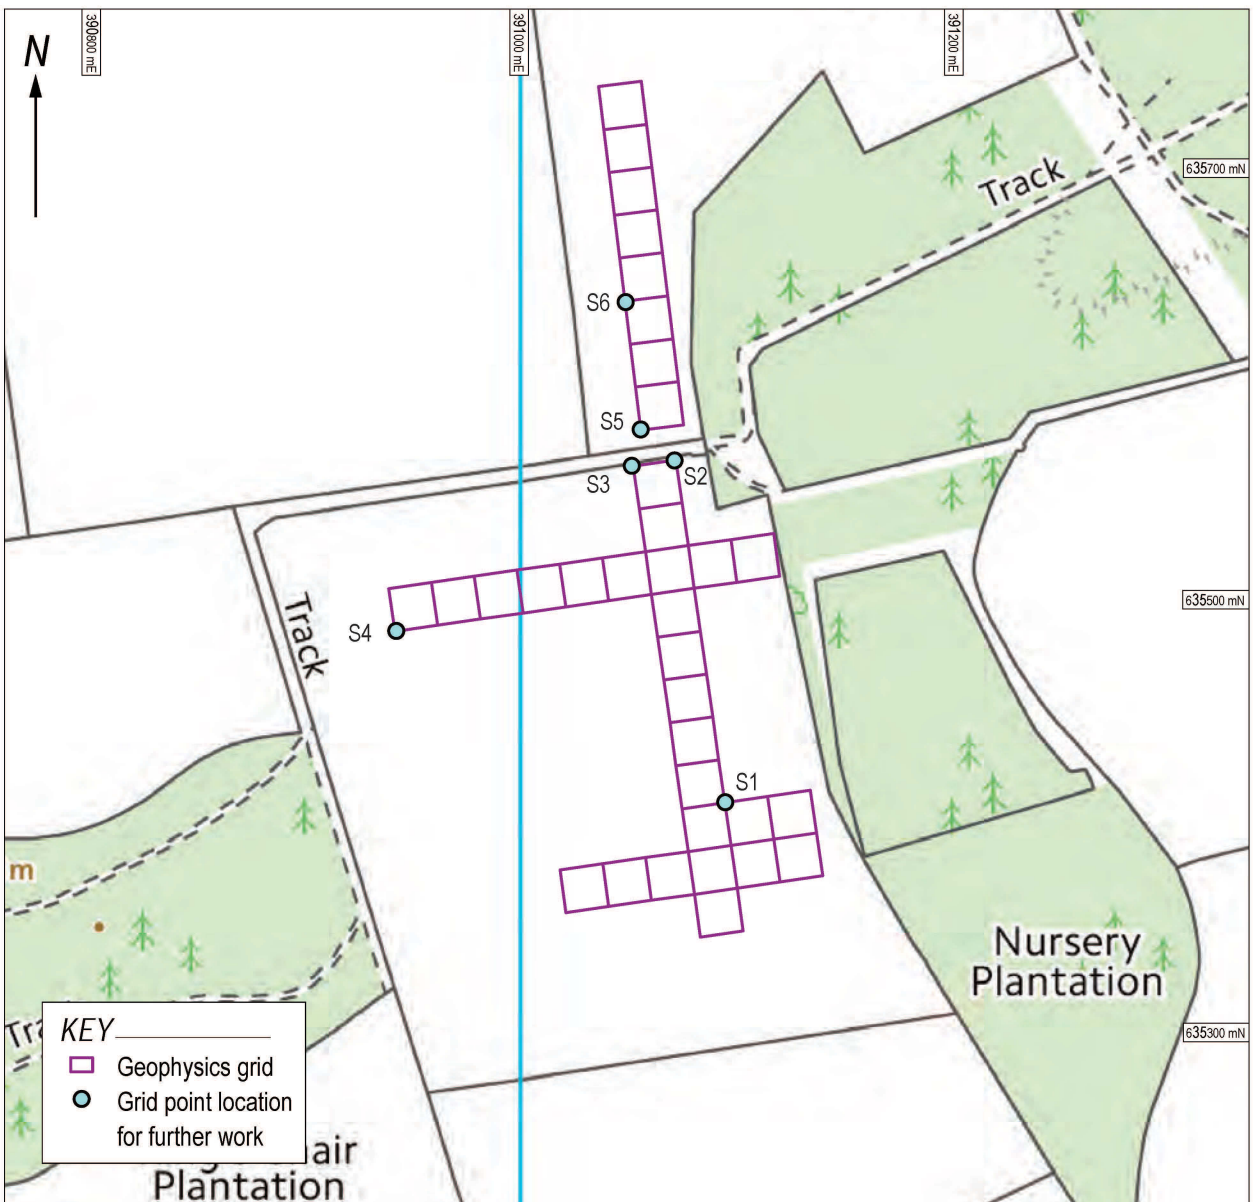 390800 mE
391000 mE
391200 mE
N
635700 mN
Track
S6
S5
S3
S2
S4
Track
635500 mN
S1
m
Nursery
Plantation
635300 mN
KEY
Geophysics grid
Grid point location
for further work
air
Plantation